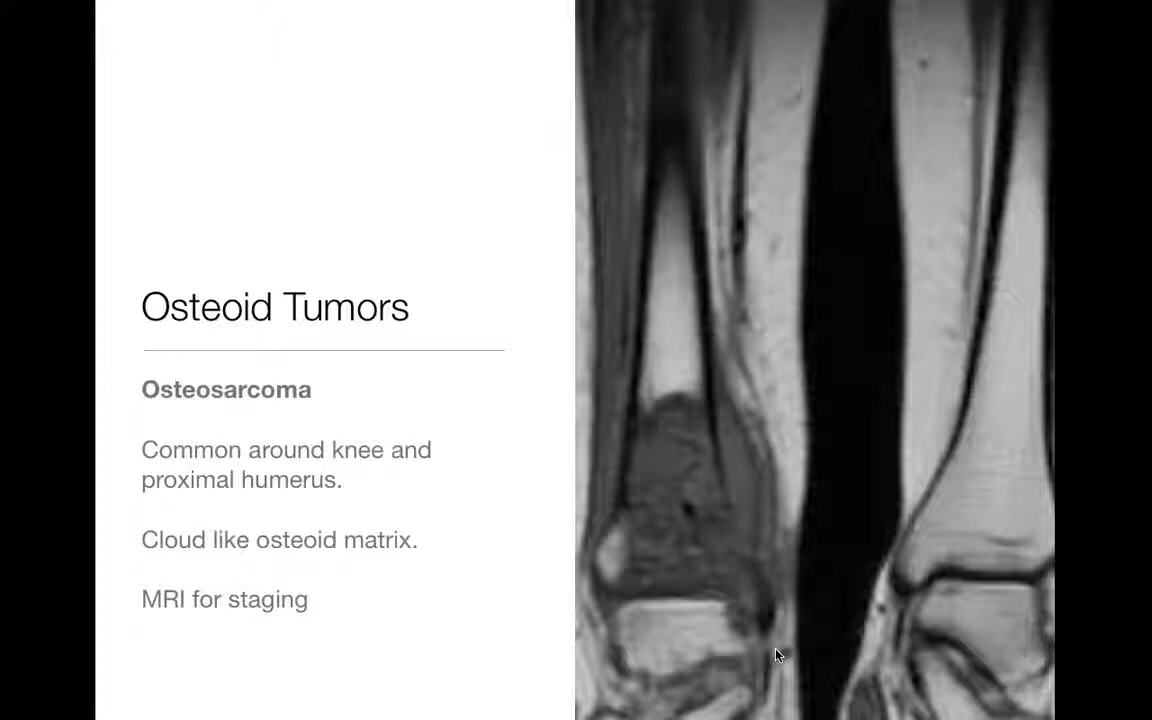 Osteoid Tumors
Osteosarcoma
Common around knee and
proximal humerus.
Cloud like osteoid matrix.
MRI for staging